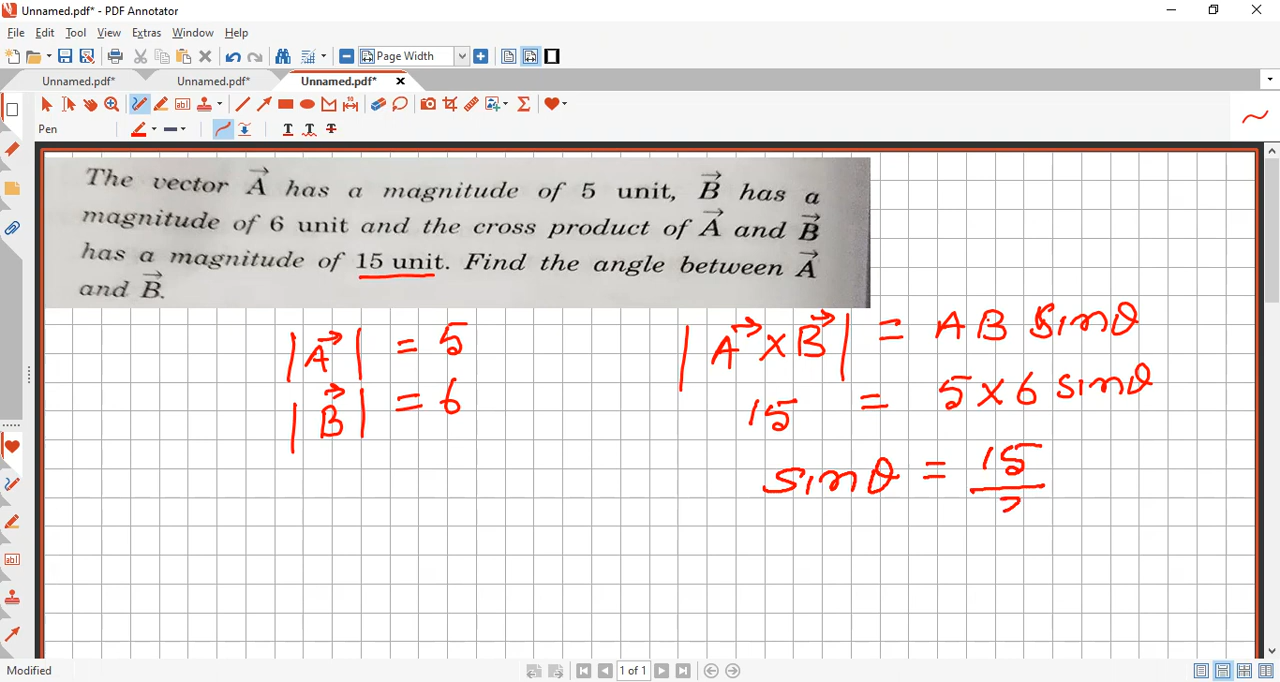 Unnamed.pdf* - PDF Annotator
File Edit Tool View Extras Window Help
Page Width
Unnamed.pdf* Unnamed.pdf* Unnamed.pdf*
Pen
The vector A⃗ has a magnitude of 5 unit, B⃗ has a
magnitude of 6 unit and the cross product of A⃗ and B⃗
has a magnitude of 15 unit. Find the angle between A⃗
and B⃗.
|A⃗| = 5
|B⃗| = 6
|A⃗ × B⃗| = AB sinθ
15 = 5 × 6 sinθ
sinθ = 15/
Modified
1 of 1